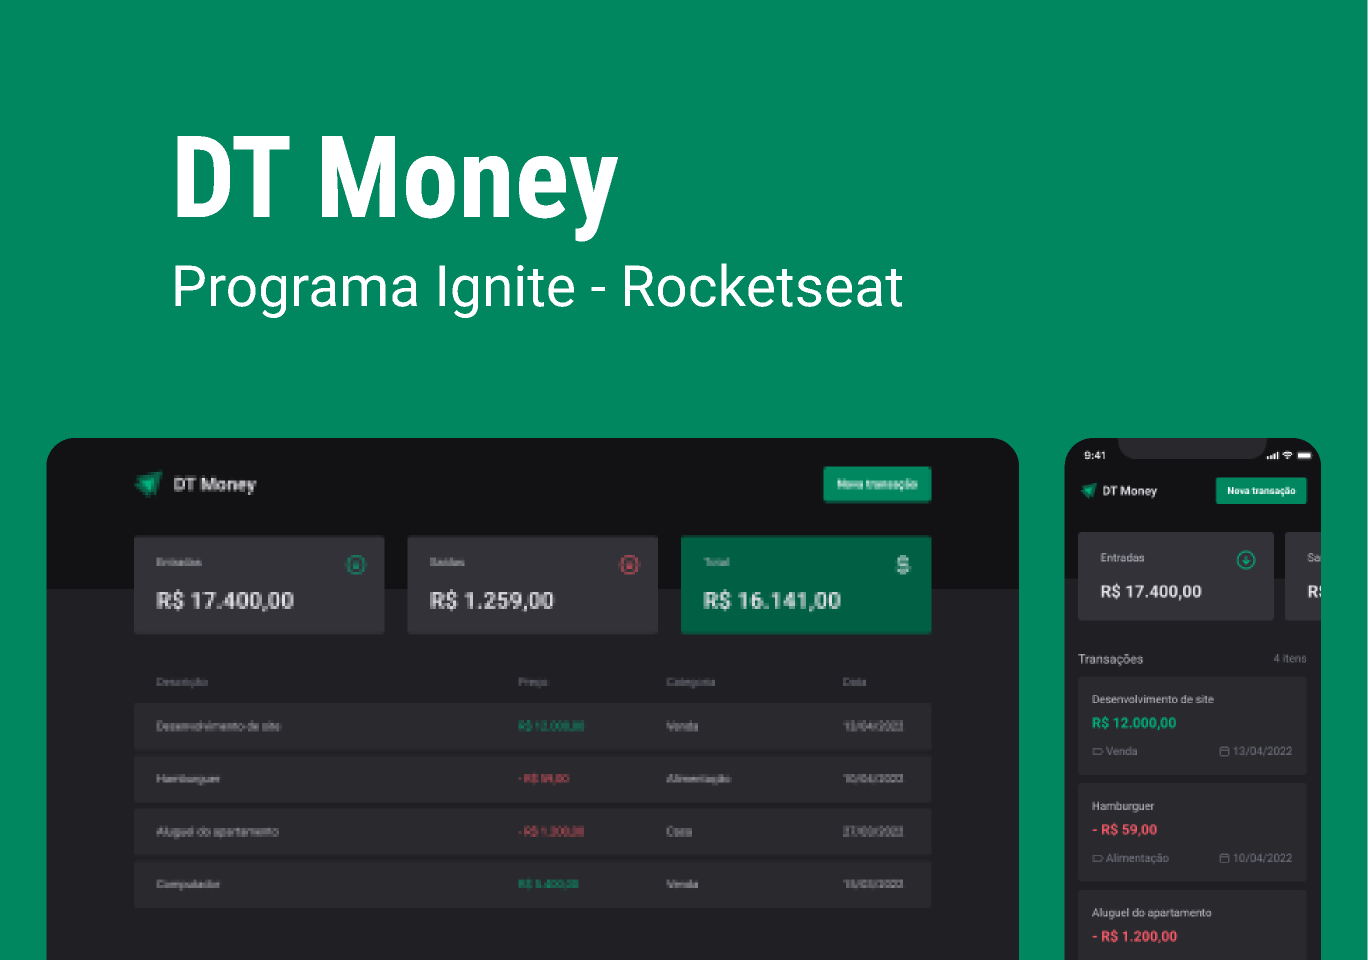 DT Money
Programa Ignite - Rocketseat
DT Money
Nova transação
Entradas
R$ 17.400,00
Saídas
R$ 1.259,00
Total
$
R$ 16.141,00
Descrição
Preço
Categoria
Data
Desenvolvimento de site
R$ 12.000,00
Venda
13/04/2022
Hamburguer
- R$ 59,00
Alimentação
10/04/2022
Aluguel do apartamento
- R$ 1.200,00
Casa
27/03/2022
Computador
R$ 5.400,00
Venda
9:41
DT Money
Nova transação
Entradas
R$ 17.400,00
Sa
R$
Transações
4 itens
Desenvolvimento de site
R$ 12.000,00
Venda
13/04/2022
Hamburguer
- R$ 59,00
Alimentação
10/04/2022
Aluguel do apartamento
- R$ 1.200,00